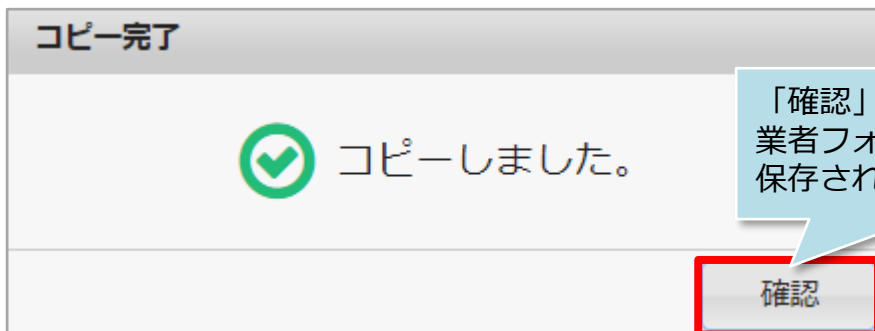 コピー完了
コピーしました。
「確認」
業者フォ
保存され
確認